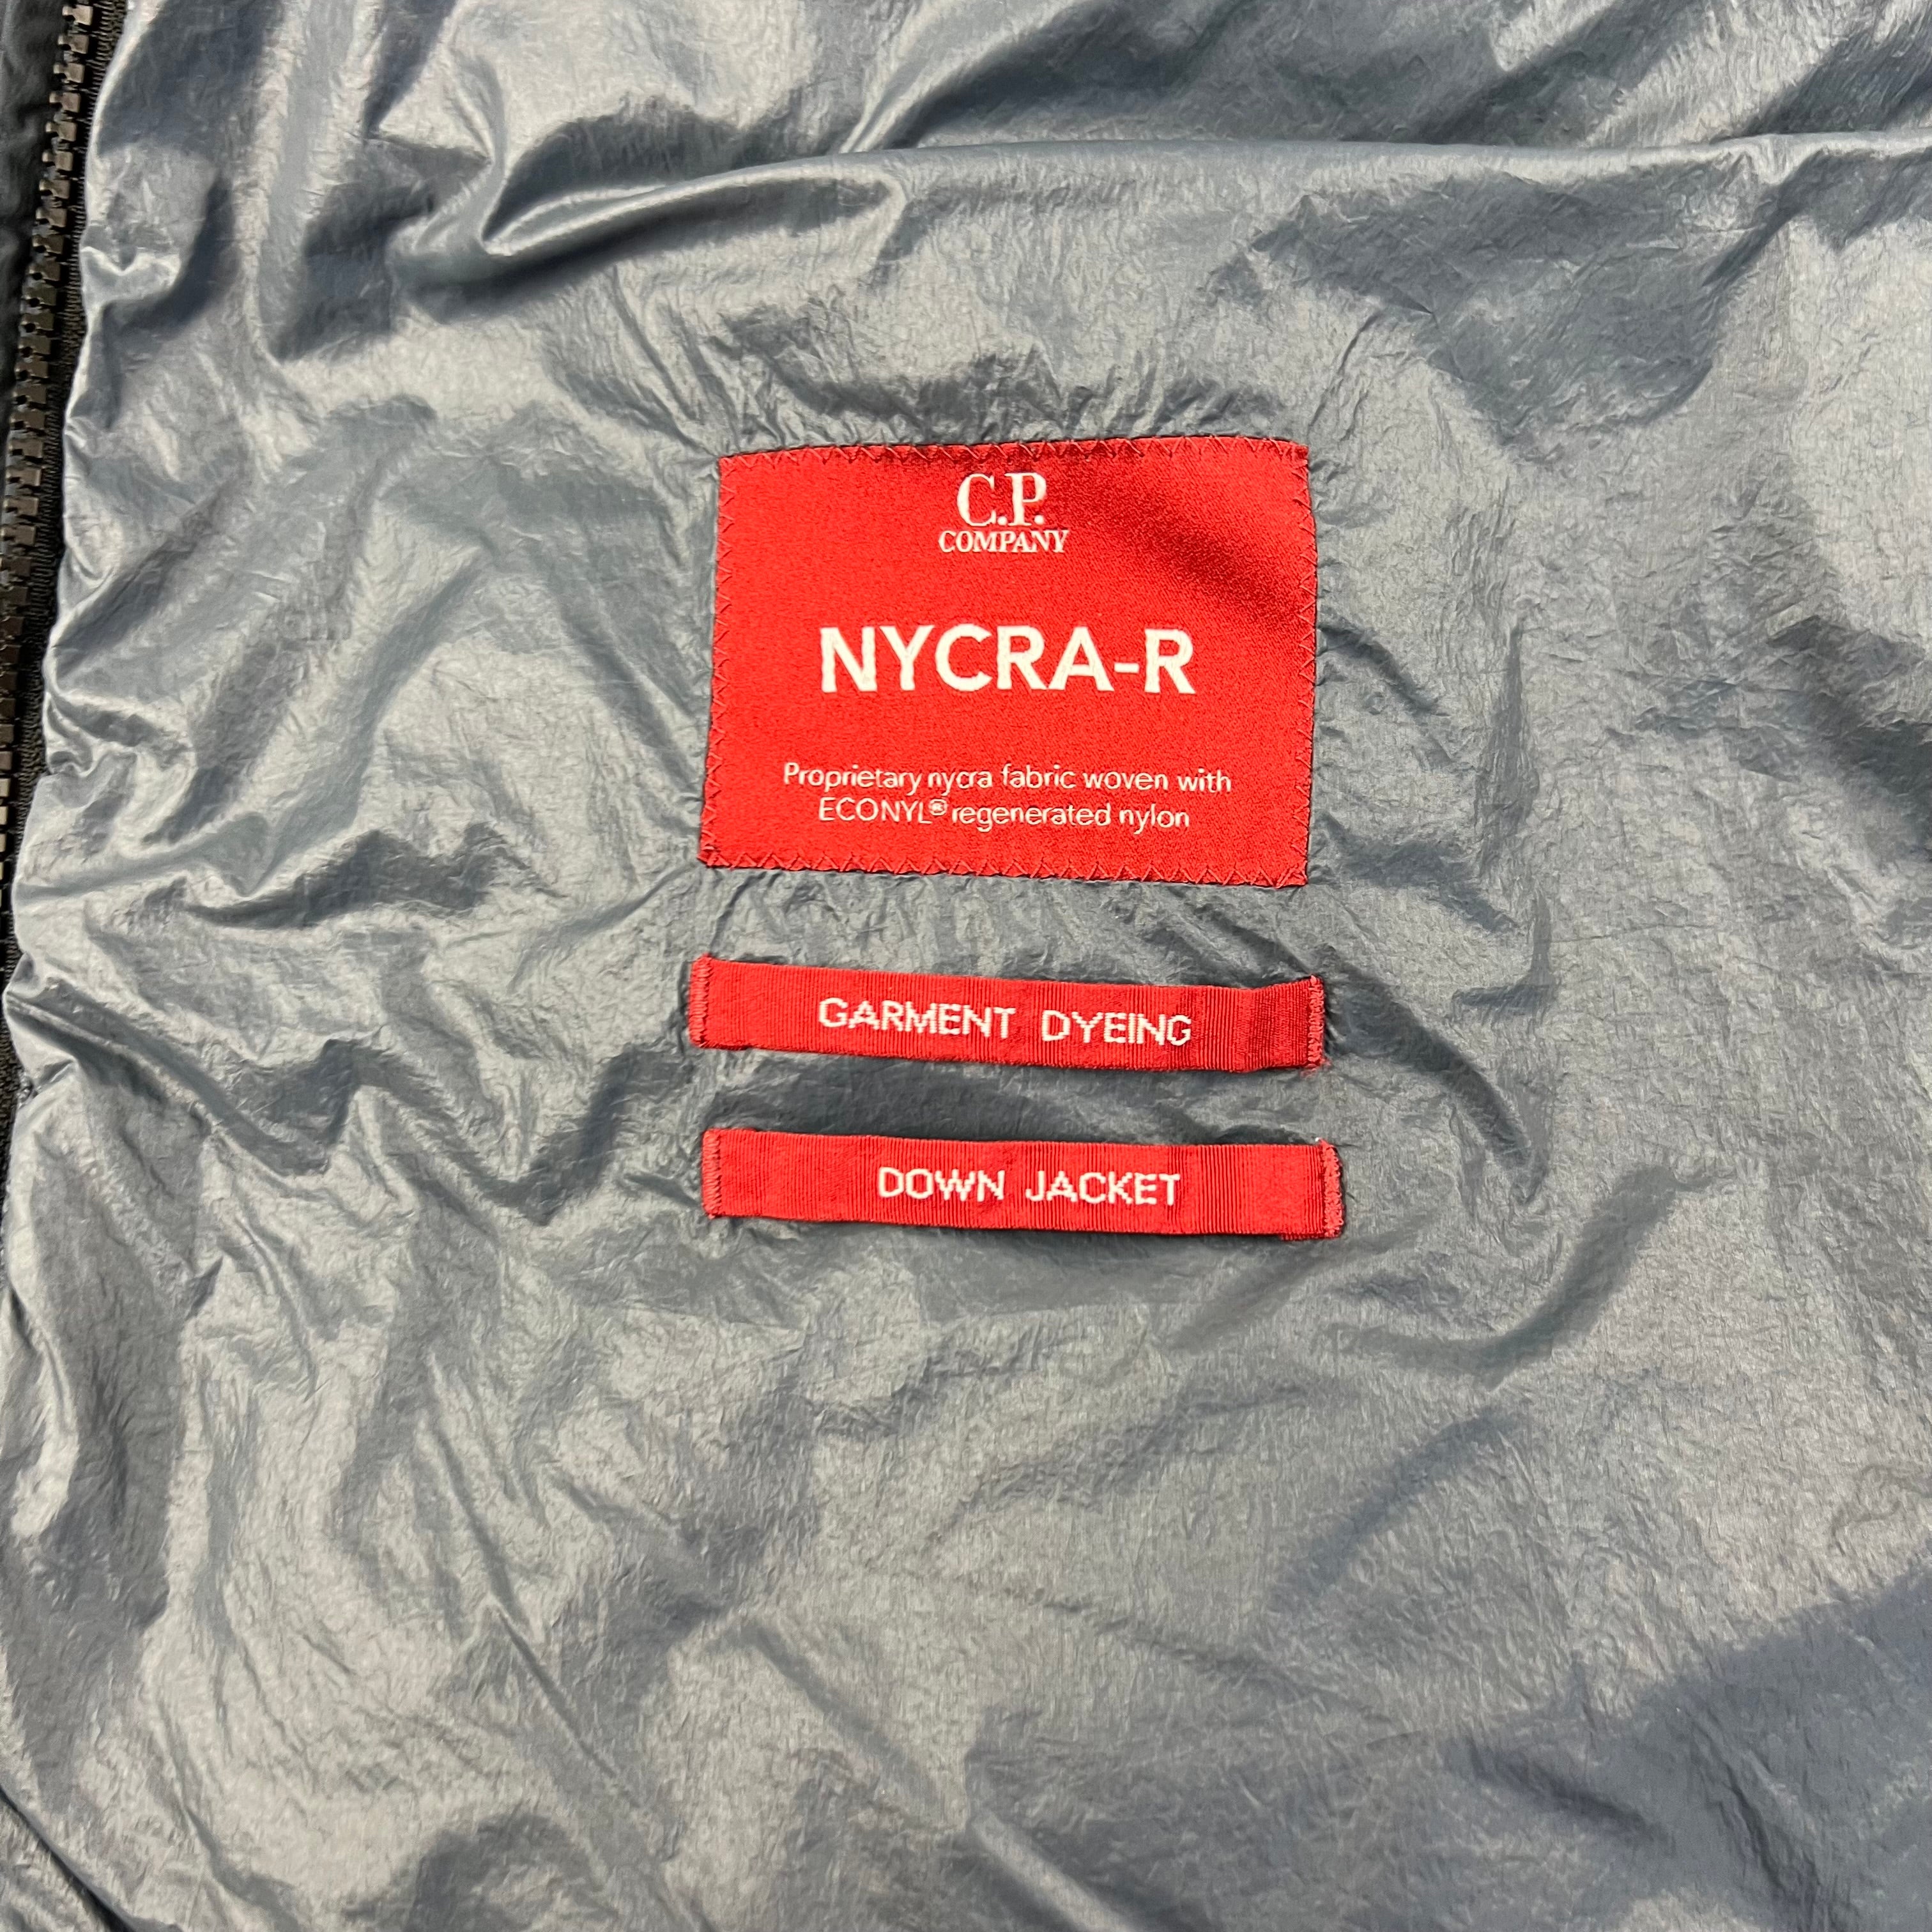 C.P.
COMPANY
NYCRA-R
Proprietary nycra fabric woven with
ECONYL® regenerated nylon
GARMENT DYEING
DOWN JACKET